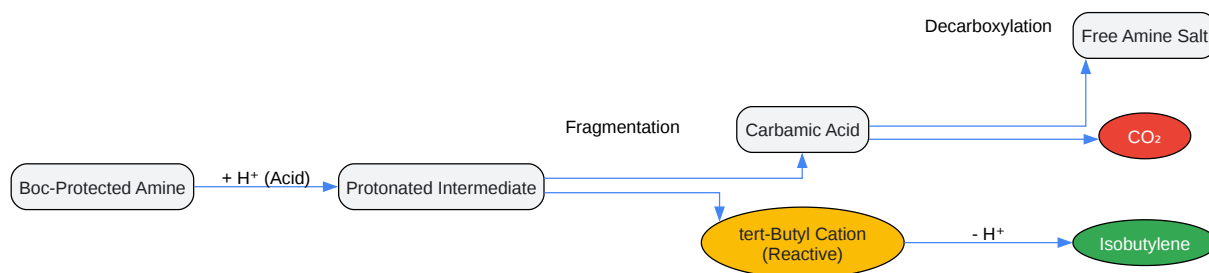 Decarboxylation
Free Amine Salt
Fragmentation
Carbamic Acid
CO₂
Boc-Protected Amine
+ H⁺ (Acid)
Protonated Intermediate
tert-Butyl Cation
(Reactive)
- H⁺
Isobutylene